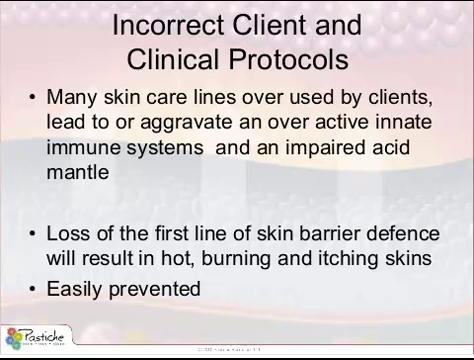 Incorrect Client and
Clinical Protocols
• Many skin care lines over used by clients,
lead to or aggravate an over active innate
immune systems and an impaired acid
mantle
• Loss of the first line of skin barrier defence
will result in hot, burning and itching skins
• Easily prevented
Pastiche